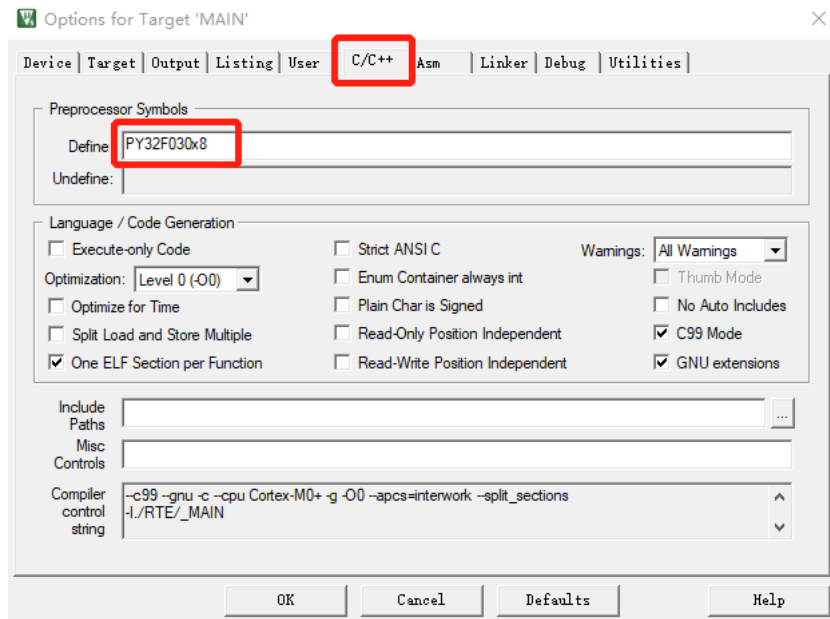 Options for Target 'MAIN'
Device Target Output Listing User C/C++ Asm Linker Debug Utilities
Preprocessor Symbols
Define PY32F030x8
Undefine:
Language / Code Generation
Execute-only Code Strict ANSI C Warnings: All Warnings
Optimization: Level 0 (-O0) Enum Container always int Thumb Mode
Optimize for Time Plain Char is Signed No Auto Includes
Split Load and Store Multiple Read-Only Position Independent C99 Mode
One ELF Section per Function Read-Write Position Independent GNU extensions
Include Paths ...
Misc Controls
Compiler control string
--c99 --gnu -c --cpu Cortex-M0+ -g -O0 --apcs=interwork --split_sections
-I./RTE/_MAIN
OK Cancel Defaults Help